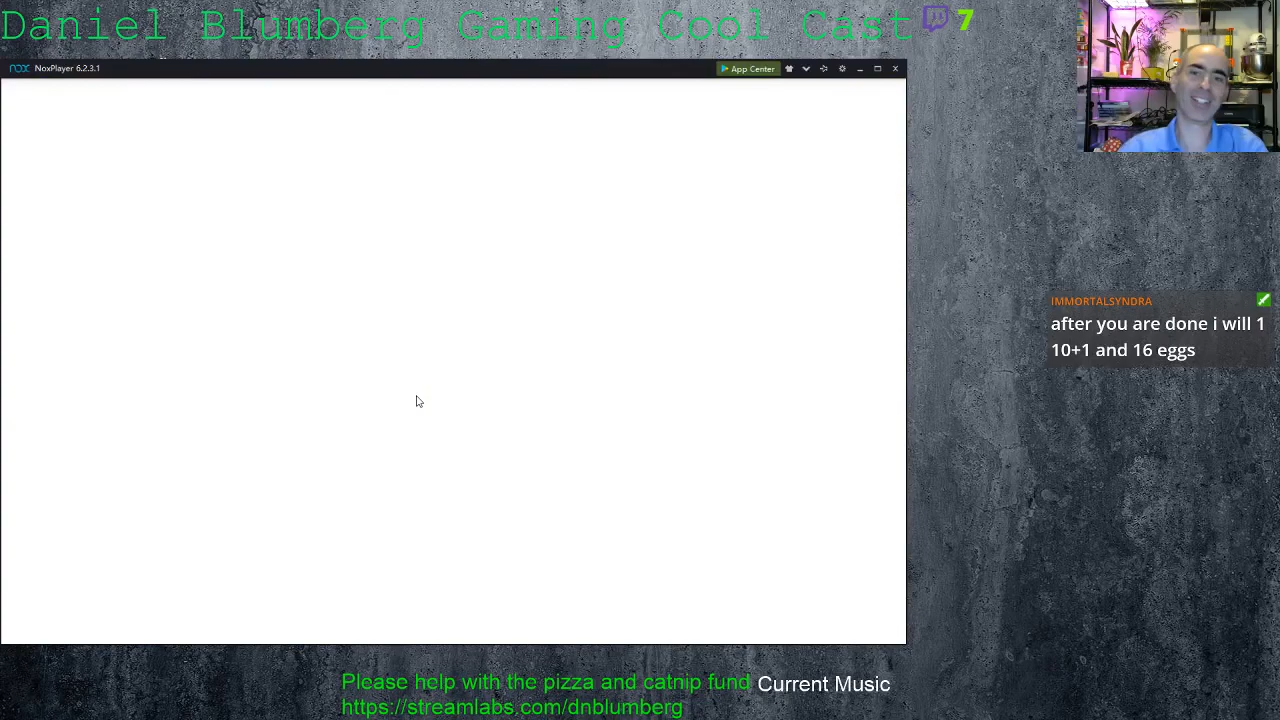 Daniel Blumberg Gaming Cool Cast 7
nox NoxPlayer 6.2.3.1 App Center
IMMORTALSYNDRA
after you are done i will 1
10+1 and 16 eggs
Please help with the pizza and catnip fund Current Music
https://streamlabs.com/dnblumberg